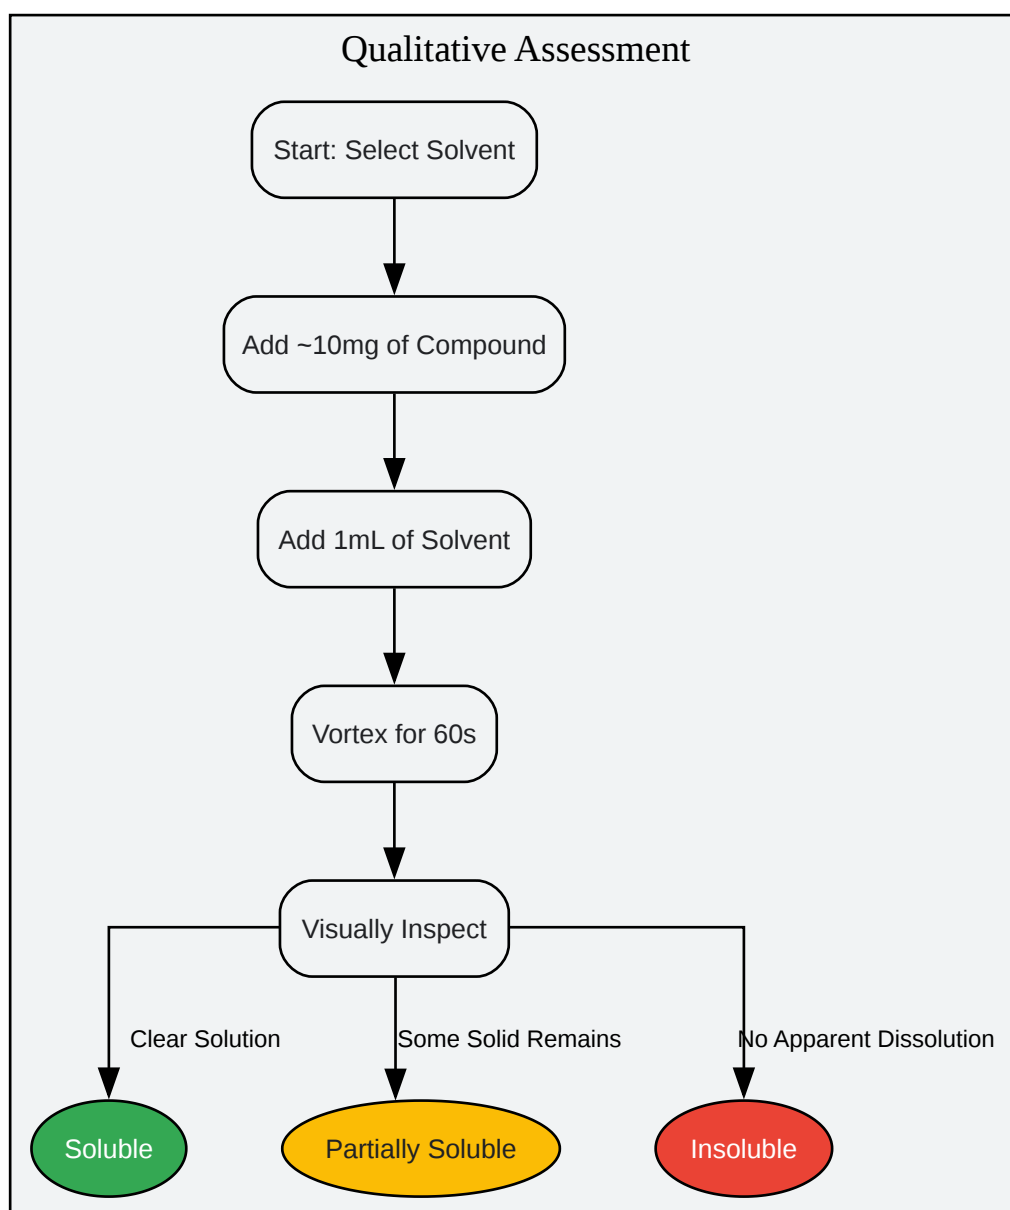 Qualitative Assessment
Start: Select Solvent
Add ~10mg of Compound
Add 1mL of Solvent
Vortex for 60s
Visually Inspect
Clear Solution
Some Solid Remains
No Apparent Dissolution
Soluble
Partially Soluble
Insoluble